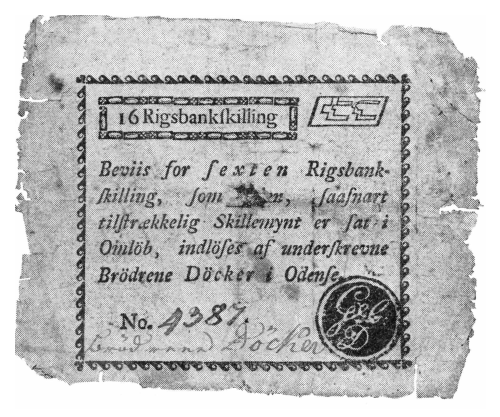 16 Rigsbankſkilling
Beviis for ſexten Rigsbank-
ſkilling, ſom n, ſaaſnart
tilſtrækkelig Skillemynt er ſat i
Omlöb, indlöſes af underſkrevne
Brödrene Döcker i Odenſe.
No. 4387.
Brödrene Döcker